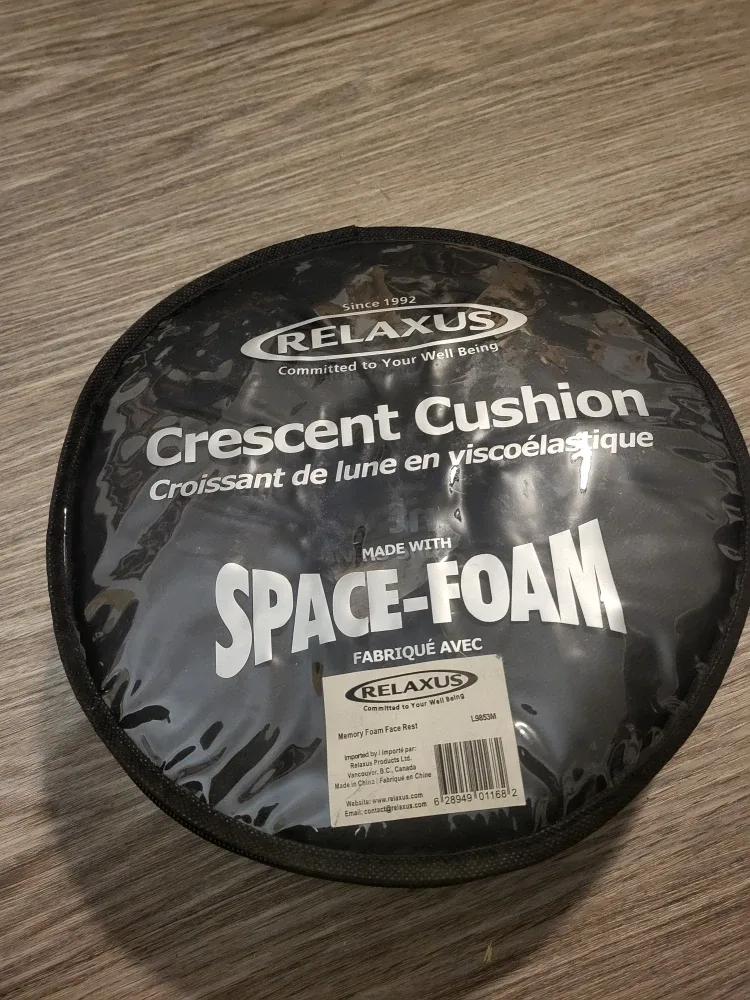 Since 1992
RELAXUS
Committed to Your Well Being
Crescent Cushion
Croissant de lune en viscoélastique
MADE WITH
SPACE-FOAM
FABRIQUÉ AVEC
RELAXUS
Committed to Your Well Being
Memory Foam Face Rest L9853M
Imported by / Importé par:
Relaxus Products Ltd.
Vancouver, B.C., Canada
Made in China / Fabriqué en Chine
Website: www.relaxus.com
Email: contact@relaxus.com
6 28949 01168 2